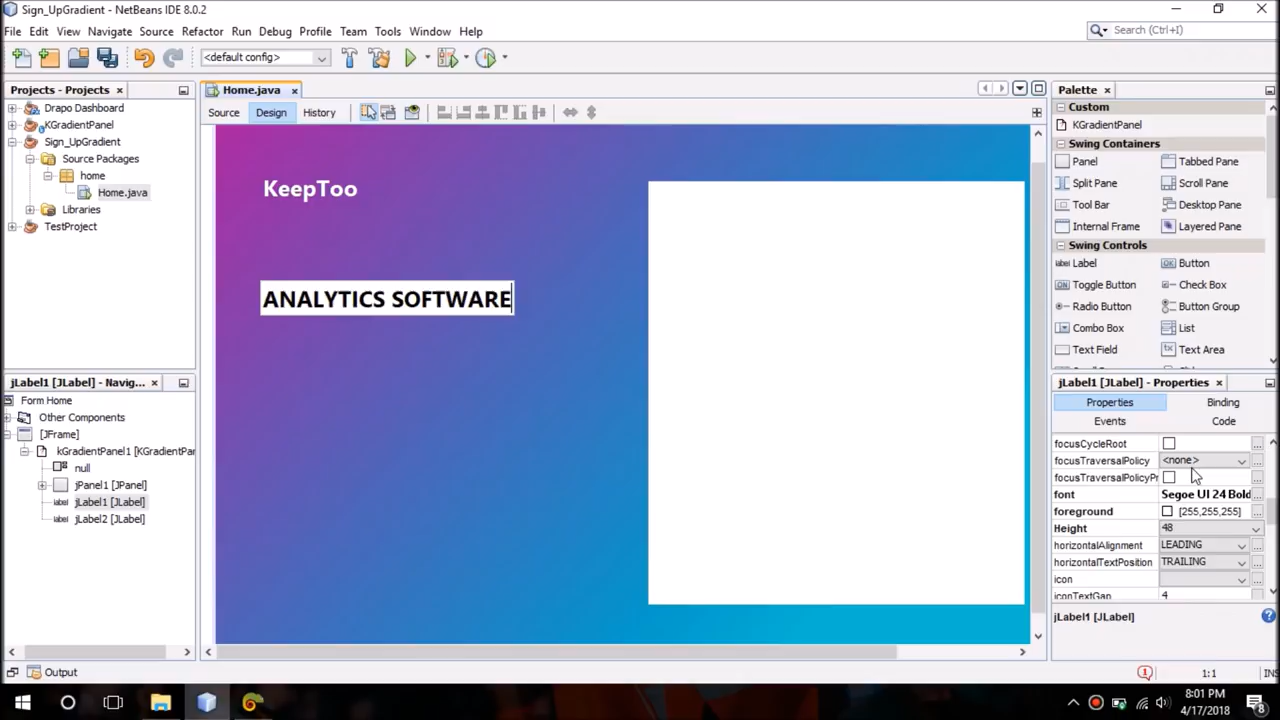 Sign_UpGradient - NetBeans IDE 8.0.2
File Edit View Navigate Source Refactor Run Debug Profile Team Tools Window Help
Search (Ctrl+I)
<default config>
Projects - Projects
Drapo Dashboard
KGradientPanel
Sign_UpGradient
Source Packages
home
Home.java
Libraries
TestProject
jLabel1 [JLabel] - Navig...
Form Home
Other Components
[JFrame]
kGradientPanel1 [KGradientPar
null
jPanel1 [JPanel]
jLabel1 [JLabel]
jLabel2 [JLabel]
Home.java
Source Design History
KeepToo
ANALYTICS SOFTWARE
Palette
Custom
KGradientPanel
Swing Containers
Panel Tabbed Pane
Split Pane Scroll Pane
Tool Bar Desktop Pane
Internal Frame Layered Pane
Swing Controls
label Label OK Button
Toggle Button Check Box
Radio Button Button Group
Combo Box List
Text Field Text Area
jLabel1 [JLabel] - Properties
Properties Binding
Events Code
focusCycleRoot
focusTraversalPolicy <none>
focusTraversalPolicyPr
font Segoe UI 24 Bold
foreground [255,255,255]
Height 48
horizontalAlignment LEADING
horizontalTextPosition TRAILING
icon
iconTextGap 4
jLabel1 [JLabel]
Output
1 1:1 INS
8:01 PM
4/17/2018
8